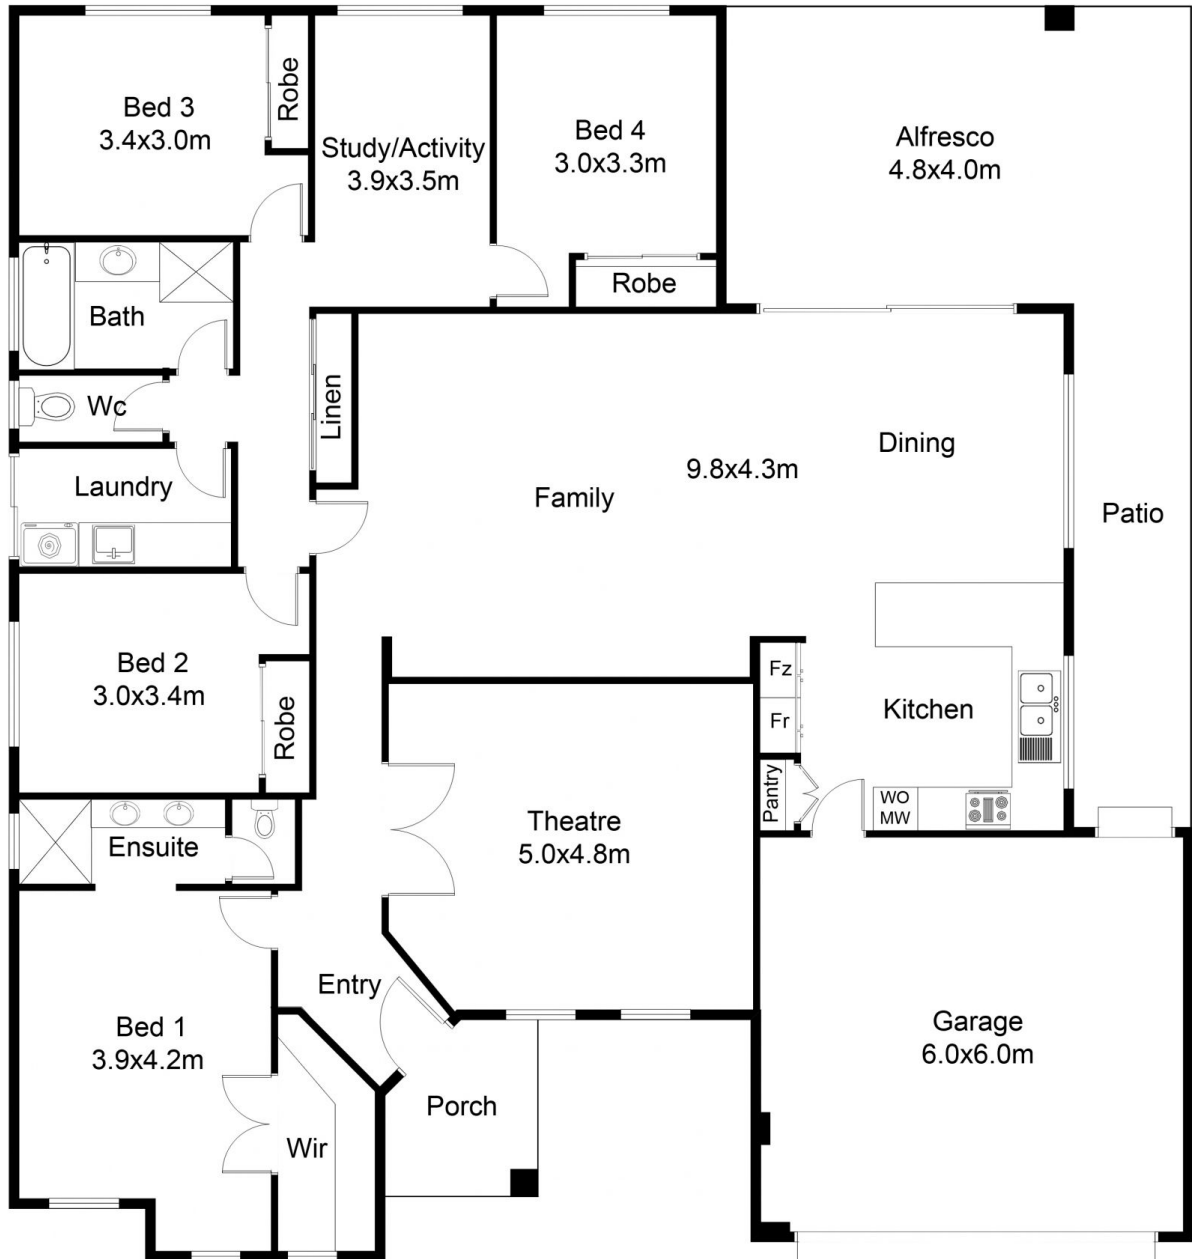 Bed 3
3.4x3.0m
Robe
Study/Activity
3.9x3.5m
Bed 4
3.0x3.3m
Robe
Alfresco
4.8x4.0m
Bath
Wc
Linen
Laundry
Family
9.8x4.3m
Dining
Patio
Bed 2
3.0x3.4m
Robe
Fz
Fr
Kitchen
Pantry
WO
MW
Ensuite
Theatre
5.0x4.8m
Entry
Bed 1
3.9x4.2m
Wir
Porch
Garage
6.0x6.0m